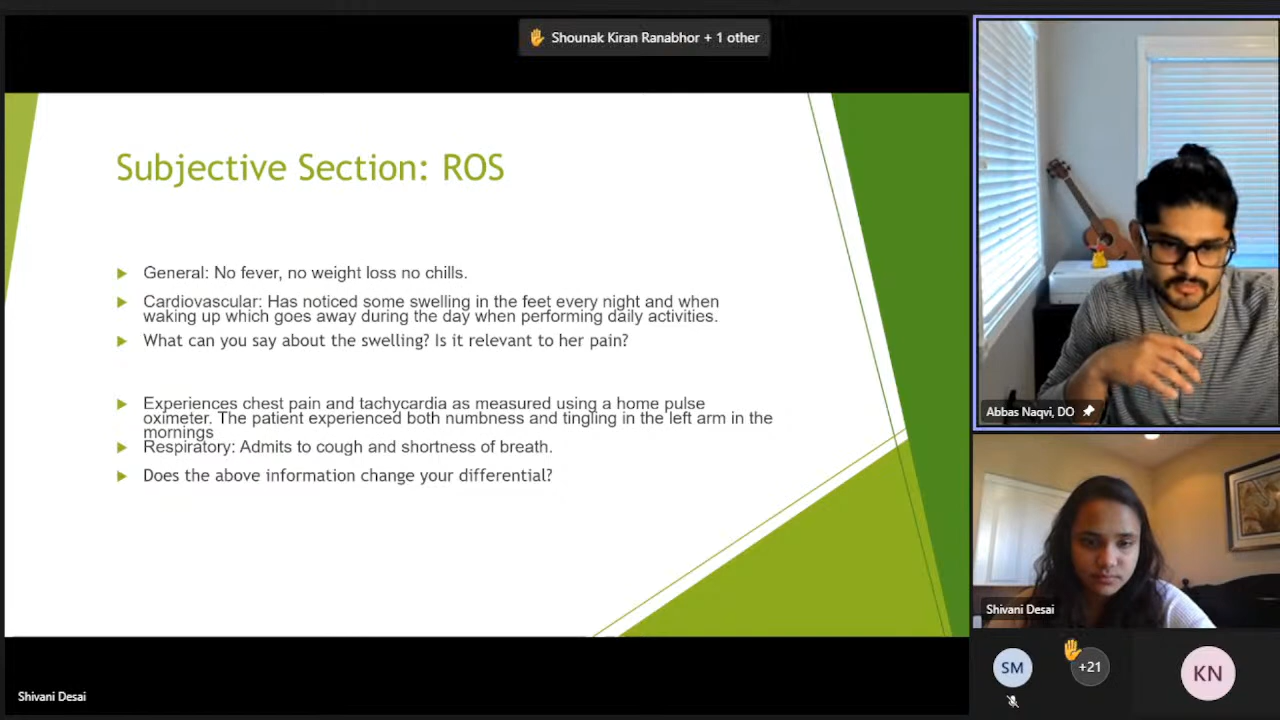 Shounak Kiran Ranabhor + 1 other
Subjective Section: ROS
General: No fever, no weight loss no chills.
Cardiovascular: Has noticed some swelling in the feet every night and when
waking up which goes away during the day when performing daily activities.
What can you say about the swelling? Is it relevant to her pain?
Experiences chest pain and tachycardia as measured using a home pulse
oximeter. The patient experienced both numbness and tingling in the left arm in the
mornings
Respiratory: Admits to cough and shortness of breath.
Does the above information change your differential?
Shivani Desai
Abbas Naqvi, DO
Shivani Desai
SM
+21
KN